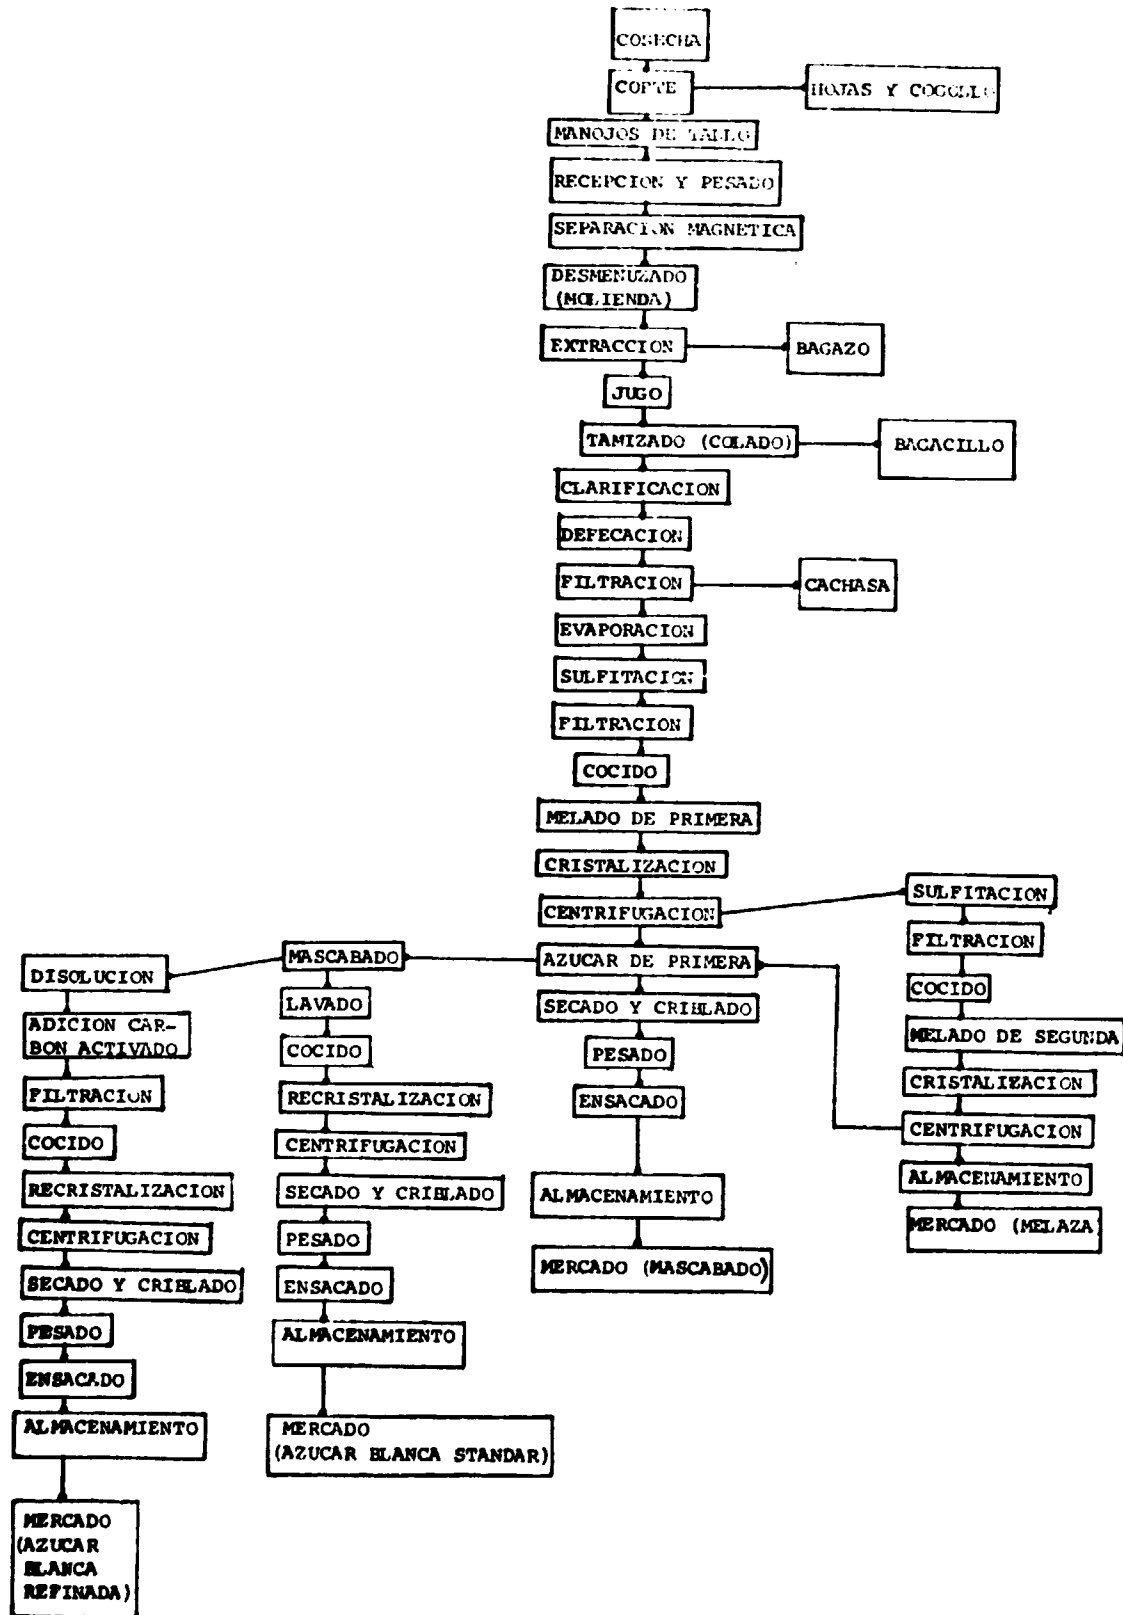 COSECHA
CORTE
HOJAS Y COGOLLO
MANOJOS DE TALLO
RECEPCION Y PESADO
SEPARACION MAGNETICA
DESMENUZADO
(MOLIENDA)
EXTRACCION
BAGAZO
JUGO
TAMIZADO (COLADO)
BAGACILLO
CLARIFICACION
DEFECACION
FILTRACION
CACHASA
EVAPORACION
SULFITACION
FILTRACION
COCIDO
MELADO DE PRIMERA
CRISTALIZACION
CENTRIFUGACION
AZUCAR DE PRIMERA
SECADO Y CRIBLADO
PESADO
ENSACADO
ALMACENAMIENTO
MERCADO (MASCABADO)
SULFITACION
FILTRACION
COCIDO
MELADO DE SEGUNDA
CRISTALIZACION
CENTRIFUGACION
ALMACENAMIENTO
MERCADO (MELAZA
MASCABADO
LAVADO
COCIDO
RECRISTALIZACION
CENTRIFUGACION
SECADO Y CRIBLADO
PESADO
ENSACADO
ALMACENAMIENTO
MERCADO
(AZUCAR BLANCA STANDAR)
DISOLUCION
ADICION CAR-
BON ACTIVADO
FILTRACION
COCIDO
RECRISTALIZACION
CENTRIFUGACION
SECADO Y CRIBLADO
PESADO
ENSACADO
ALMACENAMIENTO
MERCADO
(AZUCAR
BLANCA
REFINADA)